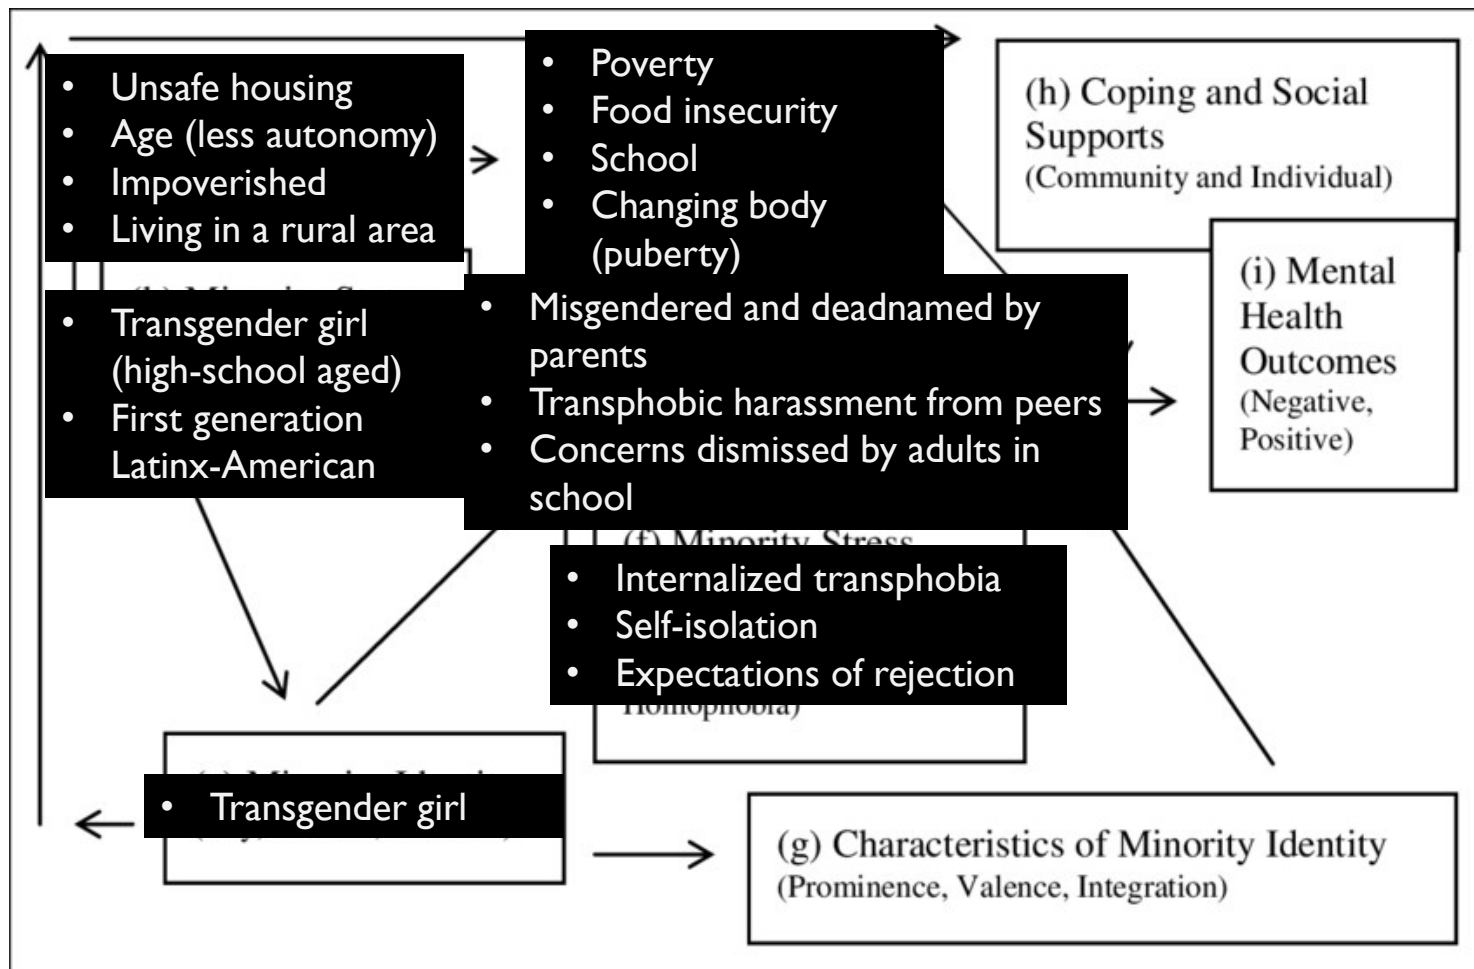 • Unsafe housing
• Age (less autonomy)
• Impoverished
• Living in a rural area
• Poverty
• Food insecurity
• School
• Changing body
(puberty)
(h) Coping and Social
Supports
(Community and Individual)
(i) Mental
Health
Outcomes
(Negative,
Positive)
• Transgender girl
(high-school aged)
• First generation
Latinx-American
• Misgendered and deadnamed by
parents
• Transphobic harassment from peers
• Concerns dismissed by adults in
school
(f) Minority Stress
• Internalized transphobia
• Self-isolation
• Expectations of rejection
Homophobia)
• Transgender girl
(g) Characteristics of Minority Identity
(Prominence, Valence, Integration)